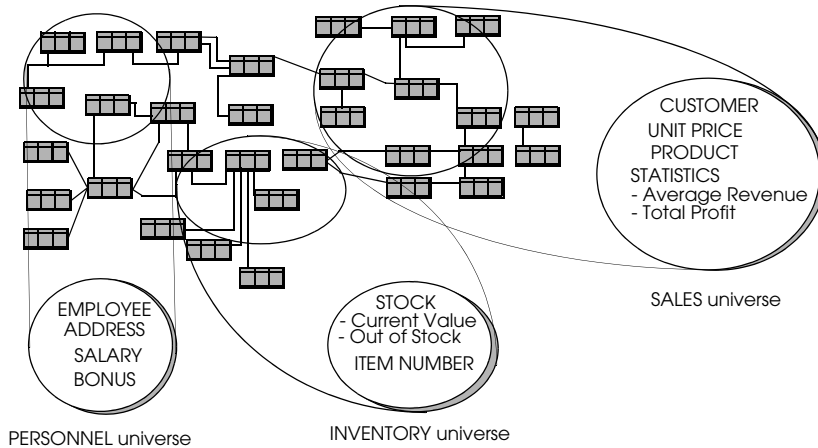 CUSTOMER
UNIT PRICE
PRODUCT
STATISTICS
- Average Revenue
- Total Profit
SALES universe
EMPLOYEE
ADDRESS
SALARY
BONUS
PERSONNEL universe
STOCK
- Current Value
- Out of Stock
ITEM NUMBER
INVENTORY universe